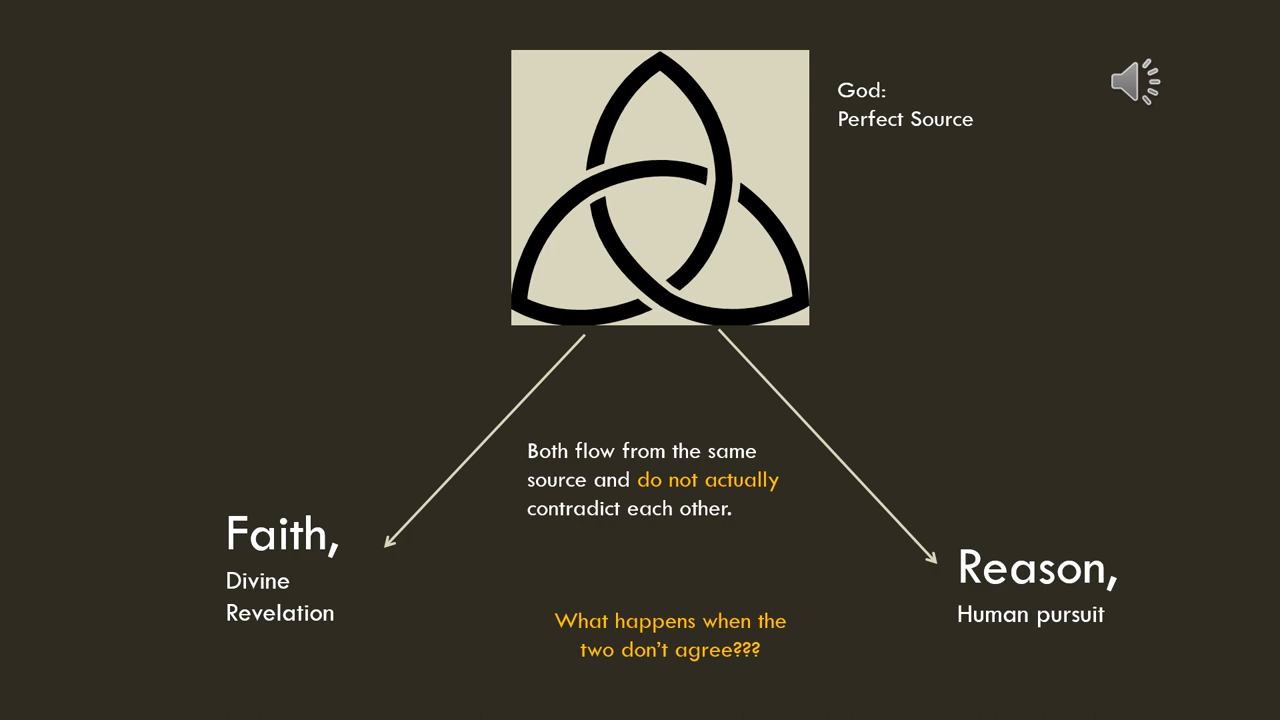 God:
Perfect Source
Both flow from the same
source and do not actually
contradict each other.
Faith,
Divine
Revelation
Reason,
Human pursuit
What happens when the
two don't agree???